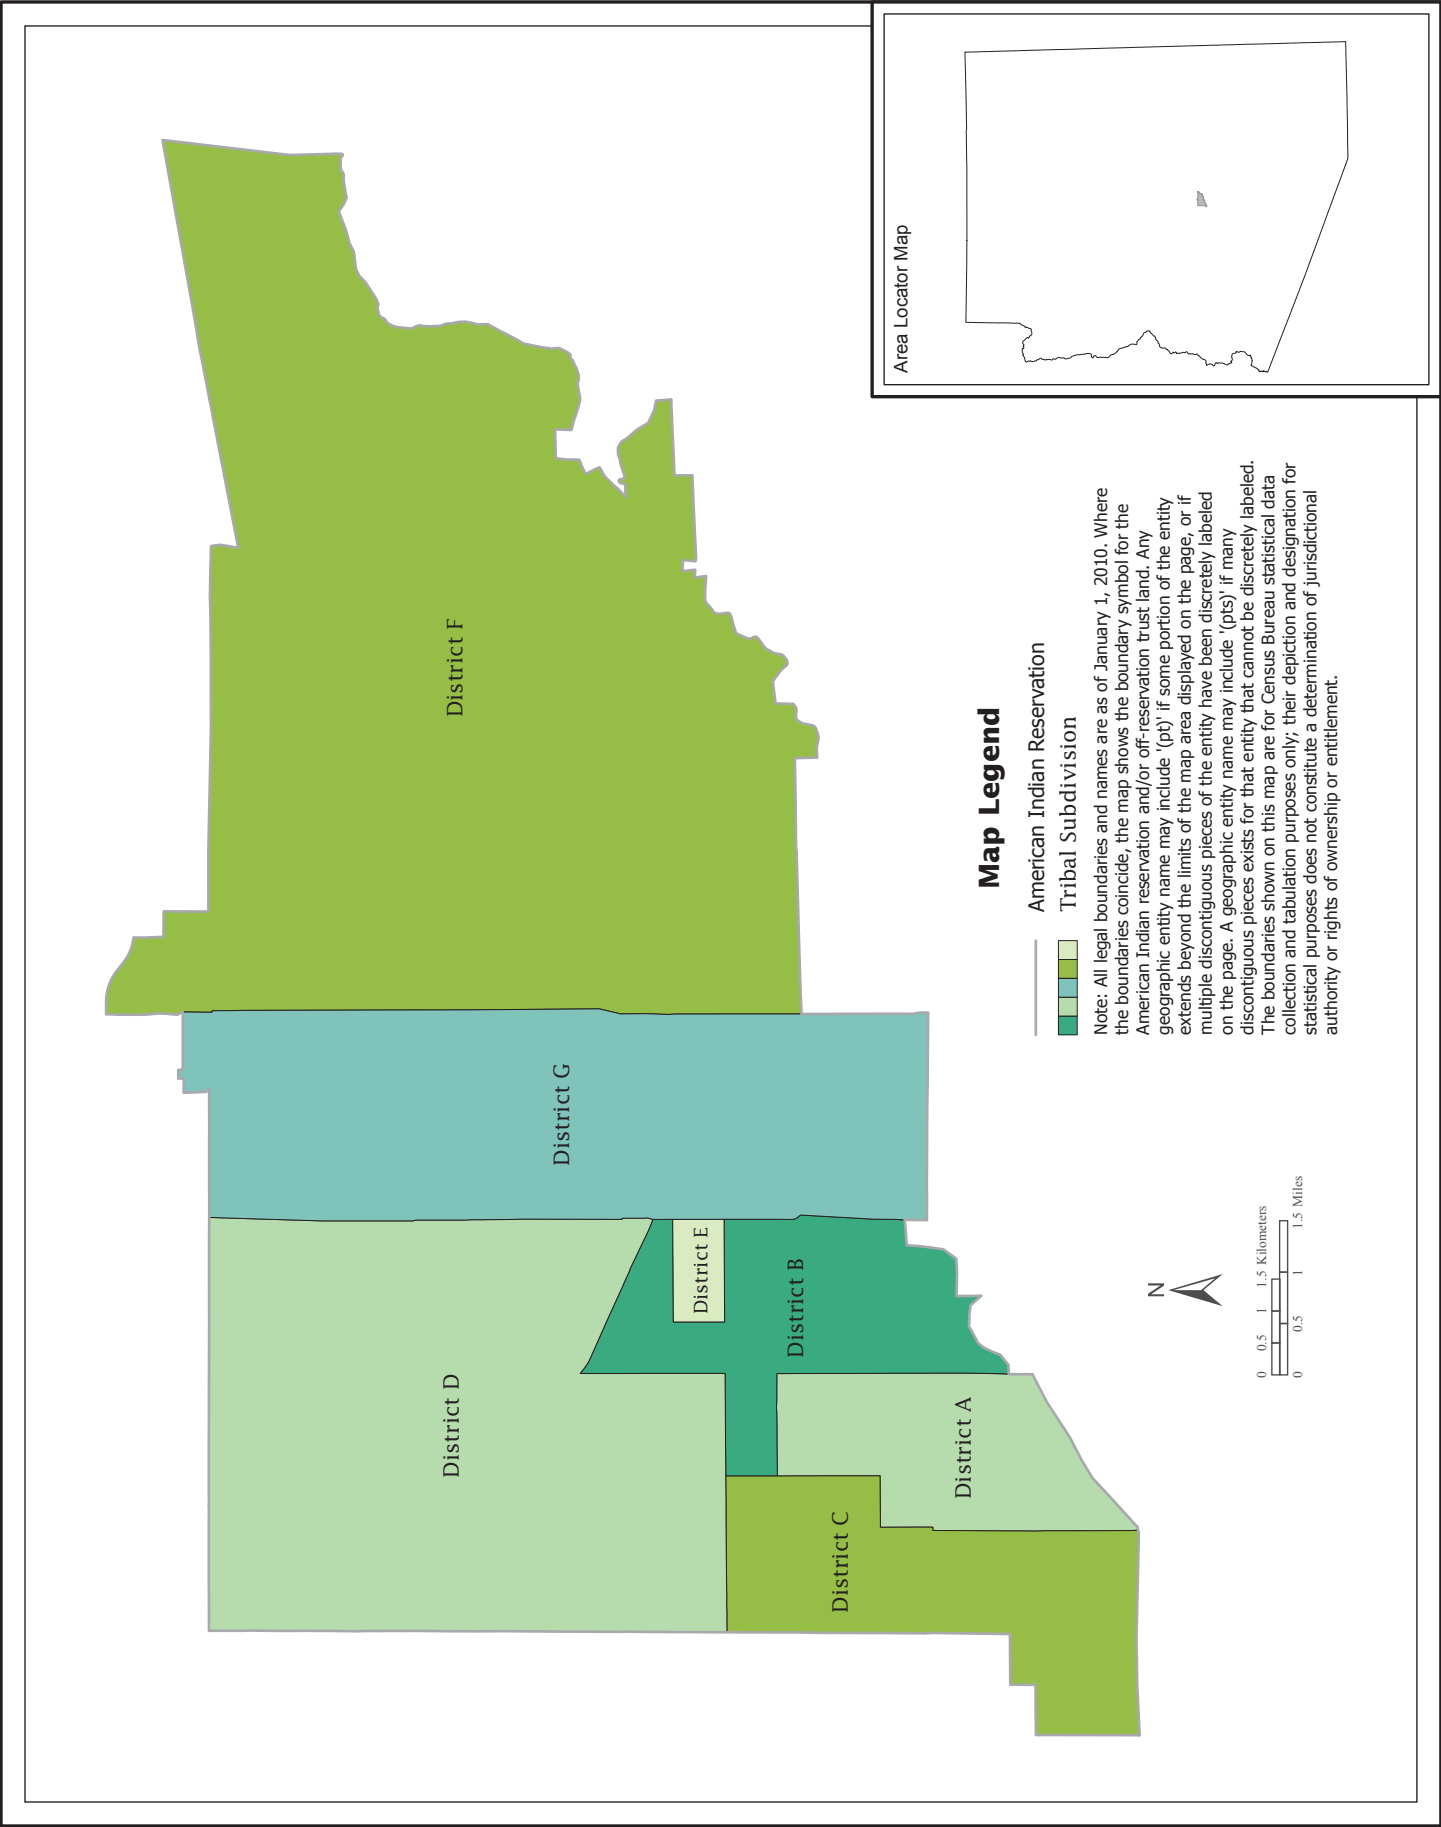 Area Locator Map
District F
District G
District E
District D
District B
District A
District C
Map Legend
American Indian Reservation
Tribal Subdivision
Note: All legal boundaries and names are as of January 1, 2010. Where
the boundaries coincide, the map shows the boundary symbol for the
American Indian reservation and/or off-reservation trust land. Any
geographic entity name may include '(pt)' if some portion of the entity
extends beyond the limits of the map area displayed on the page, or if
multiple discontiguous pieces of the entity have been discretely labeled
on the page. A geographic entity name may include '(pts)' if many
discontiguous pieces exists for that entity that cannot be discretely labeled.
The boundaries shown on this map are for Census Bureau statistical data
collection and tabulation purposes only; their depiction and designation for
statistical purposes does not constitute a determination of jurisdictional
authority or rights of ownership or entitlement.
N
0 0.5 1 1.5 Kilometers
0 0.5 1 1.5 Miles